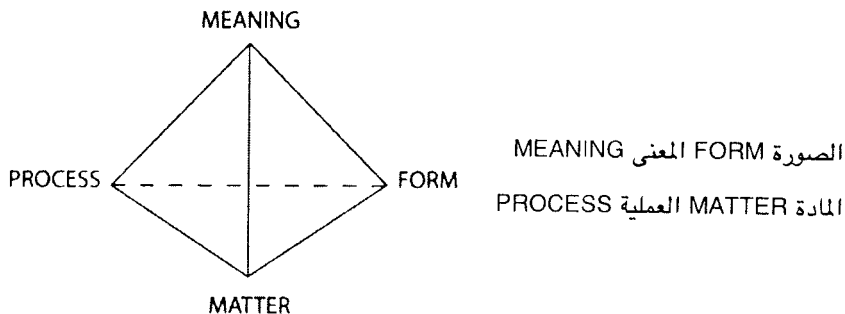 MEANING
PROCESS
FORM
MATTER
الصورة FORM المعنى MEANING
المادة MATTER العملية PROCESS